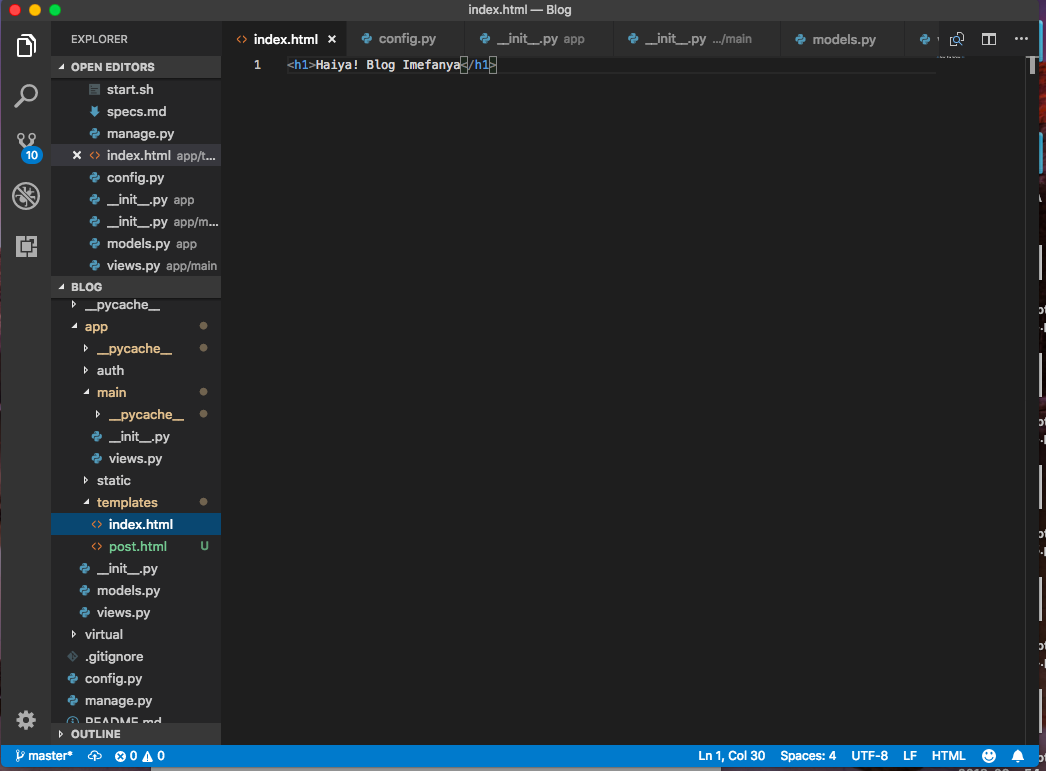 index.html — Blog
EXPLORER
index.html × config.py __init__.py app __init__.py .../main models.py
OPEN EDITORS
start.sh
specs.md
manage.py
index.html app/t...
config.py
__init__.py app
__init__.py app/m...
models.py app
views.py app/main
10
BLOG
__pycache__
app
__pycache__
auth
main
__pycache__
__init__.py
views.py
static
templates
index.html
post.html U
__init__.py
models.py
views.py
virtual
.gitignore
config.py
manage.py
README.md
OUTLINE
1 <h1>Haiya! Blog Imefanya</h1>
master* 0 0 Ln 1, Col 30 Spaces: 4 UTF-8 LF HTML